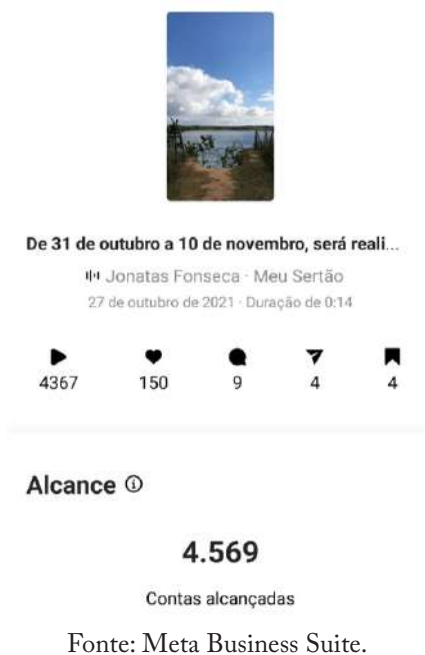 De 31 de outubro a 10 de novembro, será reali...
Jonatas Fonseca · Meu Sertão
27 de outubro de 2021 · Duração de 0:14
4367 150 9 4 4
Alcance
4.569
Contas alcançadas
Fonte: Meta Business Suite.